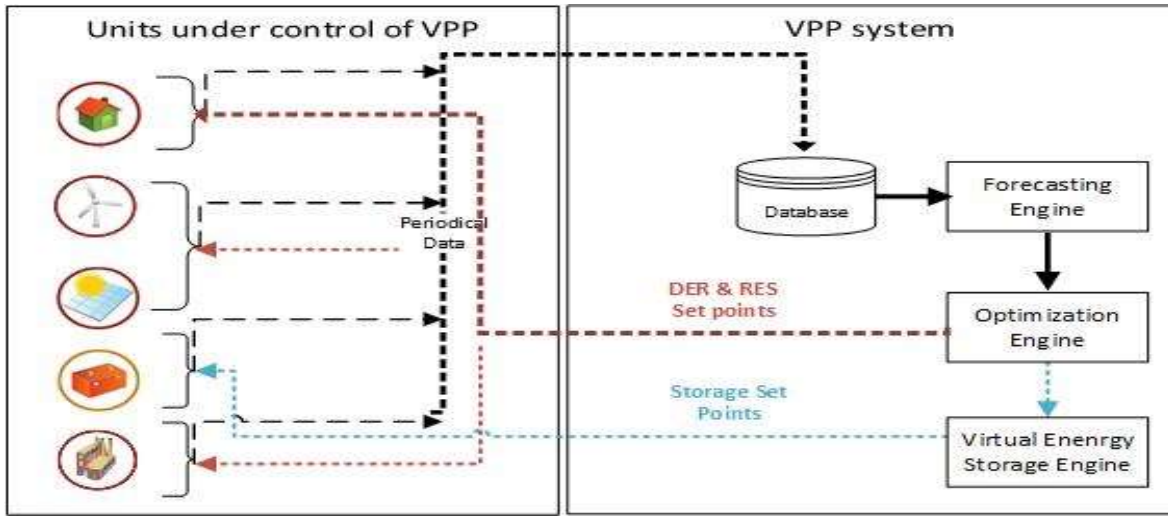 Units under control of VPP
VPP system
Database
Forecasting
Engine
Periodical
Data
DER & RES
Set points
Optimization
Engine
Storage Set
Points
Virtual Enenrgy
Storage Engine